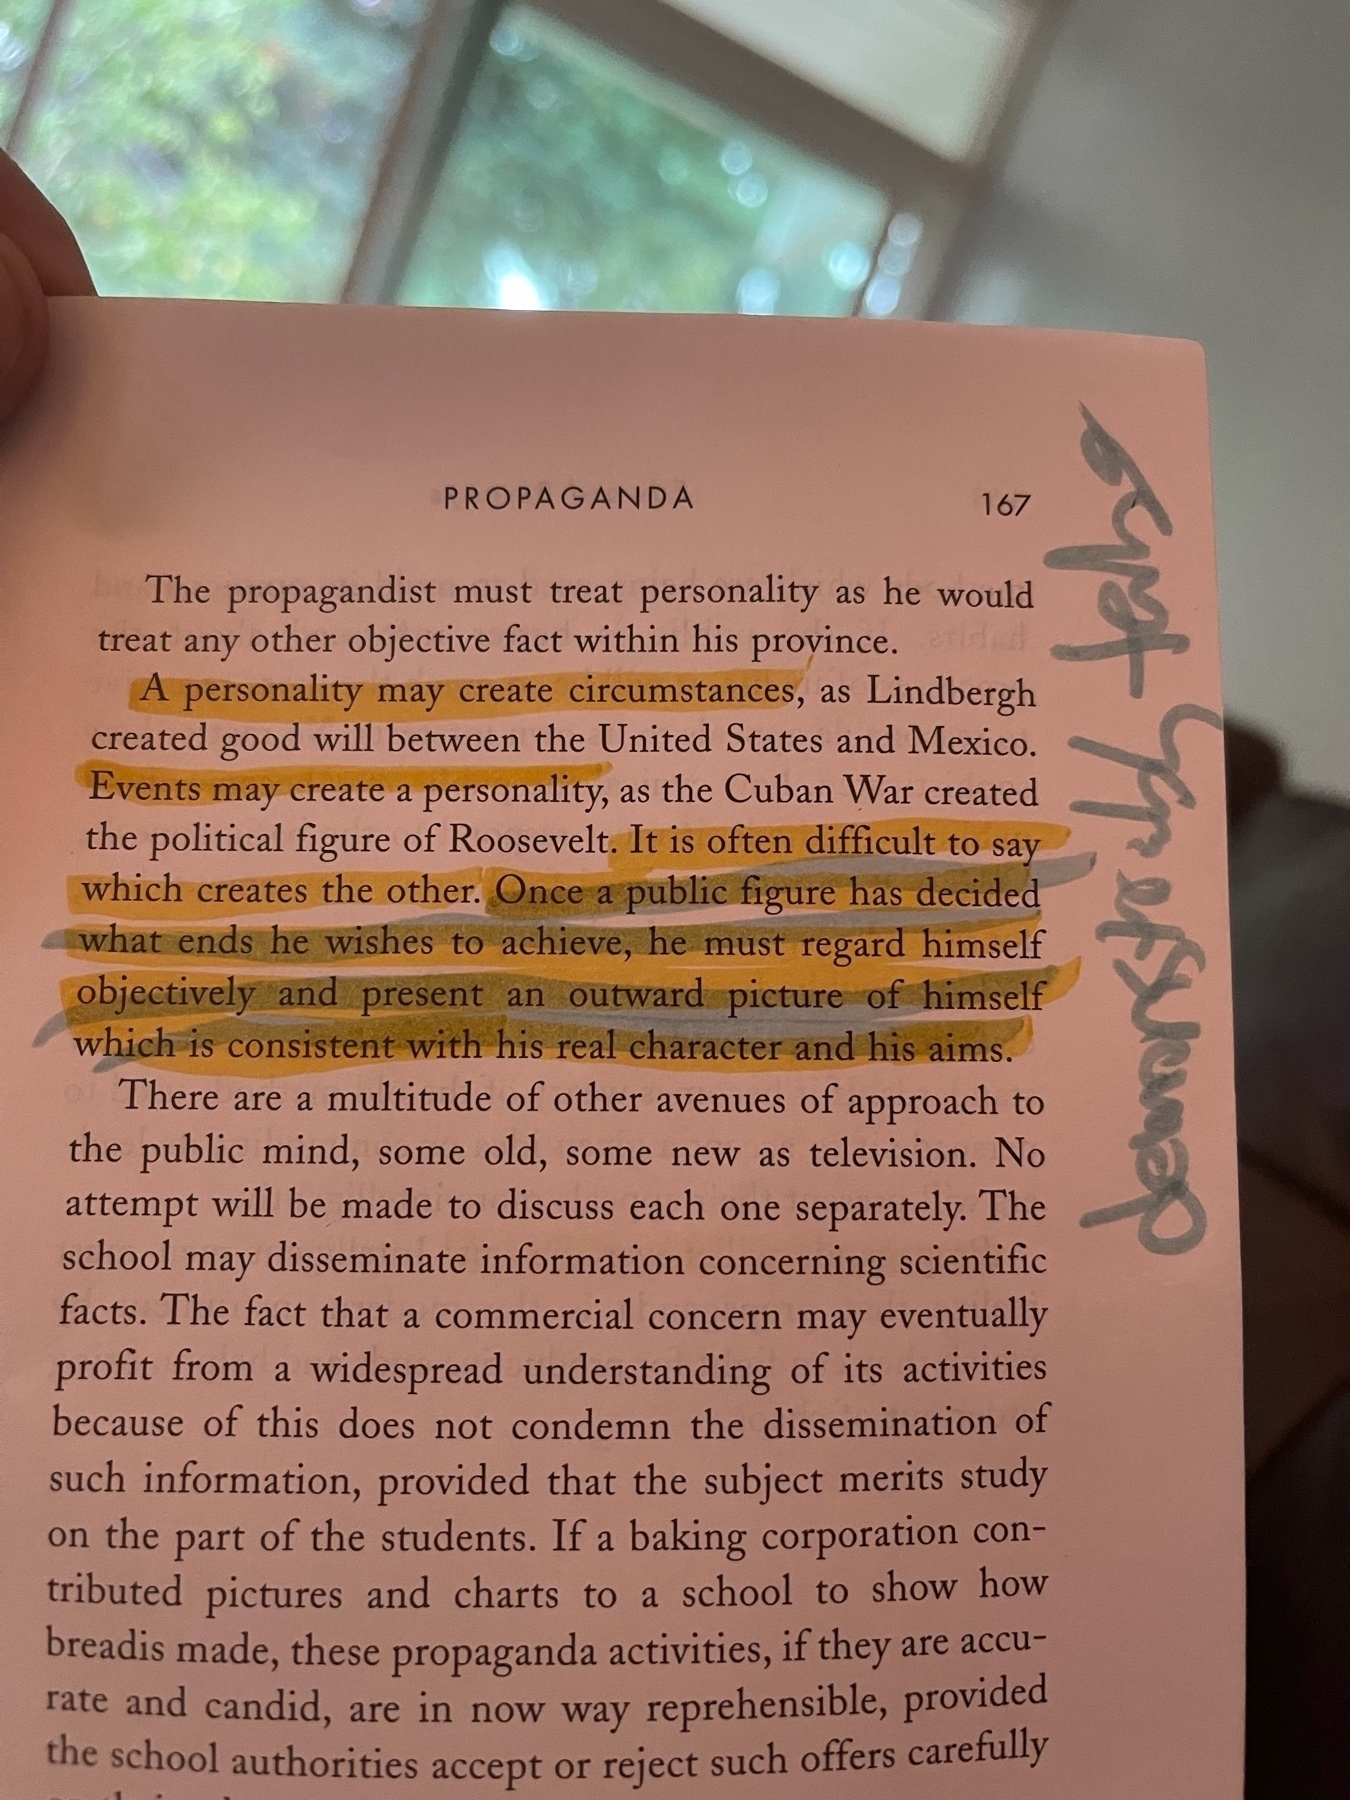 PROPAGANDA 167
The propagandist must treat personality as he would
treat any other objective fact within his province.
A personality may create circumstances, as Lindbergh
created good will between the United States and Mexico.
Events may create a personality, as the Cuban War created
the political figure of Roosevelt. It is often difficult to say
which creates the other. Once a public figure has decided
what ends he wishes to achieve, he must regard himself
objectively and present an outward picture of himself
which is consistent with his real character and his aims.
There are a multitude of other avenues of approach to
the public mind, some old, some new as television. No
attempt will be made to discuss each one separately. The
school may disseminate information concerning scientific
facts. The fact that a commercial concern may eventually
profit from a widespread understanding of its activities
because of this does not condemn the dissemination of
such information, provided that the subject merits study
on the part of the students. If a baking corporation con-
tributed pictures and charts to a school to show how
breadis made, these propaganda activities, if they are accu-
rate and candid, are in now way reprehensible, provided
the school authorities accept or reject such offers carefully